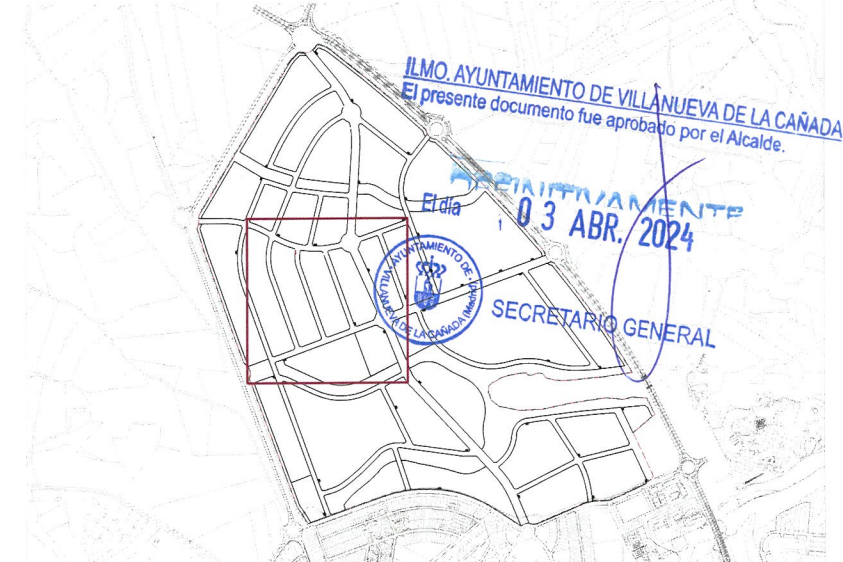 ILMO. AYUNTAMIENTO DE VILLANUEVA DE LA CAÑADA
El presente documento fue aprobado por el Alcalde.
DEFINITIVAMENTE
El día
03 ABR. 2024
AYUNTAMIENTO DE VILLANUEVA DE LA CAÑADA (Madrid)
SECRETARIO GENERAL